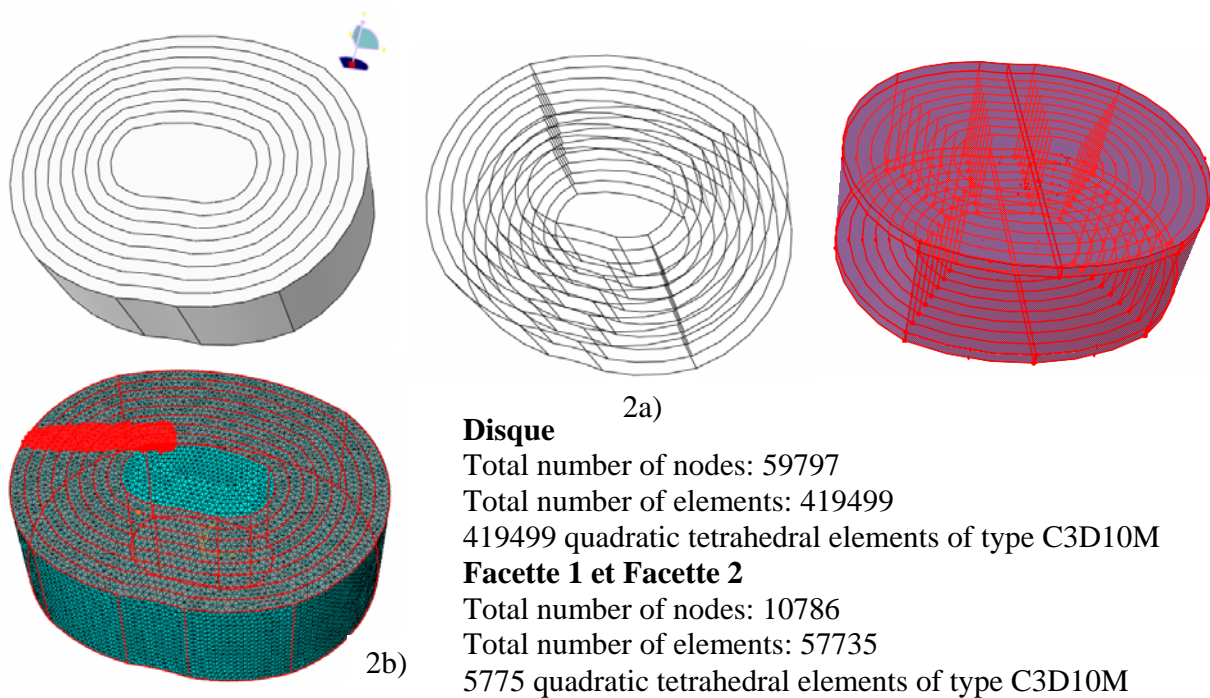 2a)
Disque
Total number of nodes: 59797
Total number of elements: 419499
419499 quadratic tetrahedral elements of type C3D10M
Facette 1 et Facette 2
Total number of nodes: 10786
Total number of elements: 57735
2b)
5775 quadratic tetrahedral elements of type C3D10M